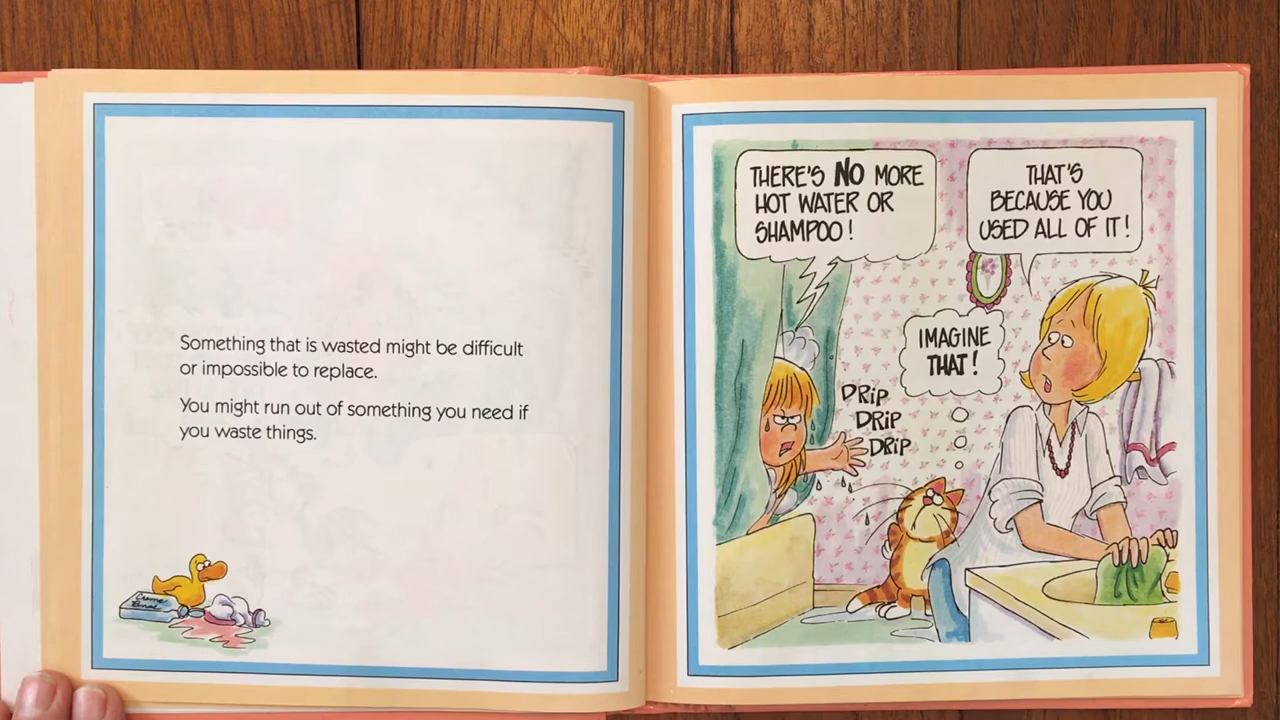 Something that is wasted might be difficult
or impossible to replace.
You might run out of something you need if
you waste things.
THERE'S NO MORE
HOT WATER OR
SHAMPOO!
THAT'S
BECAUSE YOU
USED ALL OF IT!
IMAGINE
THAT!
DRIP
DRIP
DRIP